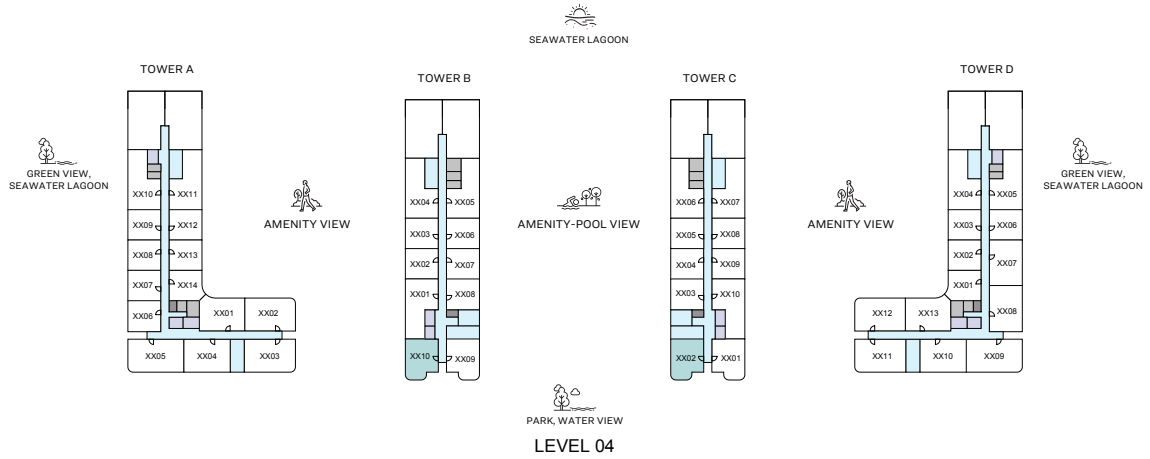 SEAWATER LAGOON
TOWER A
TOWER B
TOWER C
TOWER D
GREEN VIEW,
SEAWATER LAGOON
AMENITY VIEW
AMENITY-POOL VIEW
AMENITY VIEW
GREEN VIEW,
SEAWATER LAGOON
XX10 XX11
XX09 XX12
XX08 XX13
XX07 XX14
XX06
XX01 XX02
XX05 XX04 XX03
XX04 XX05
XX03 XX06
XX02 XX07
XX01 XX08
XX10 XX09
XX06 XX07
XX05 XX08
XX04 XX09
XX03 XX10
XX02 XX01
XX04 XX05
XX03 XX06
XX02 XX07
XX01
XX08
XX12 XX13
XX11 XX10 XX09
PARK, WATER VIEW
LEVEL 04